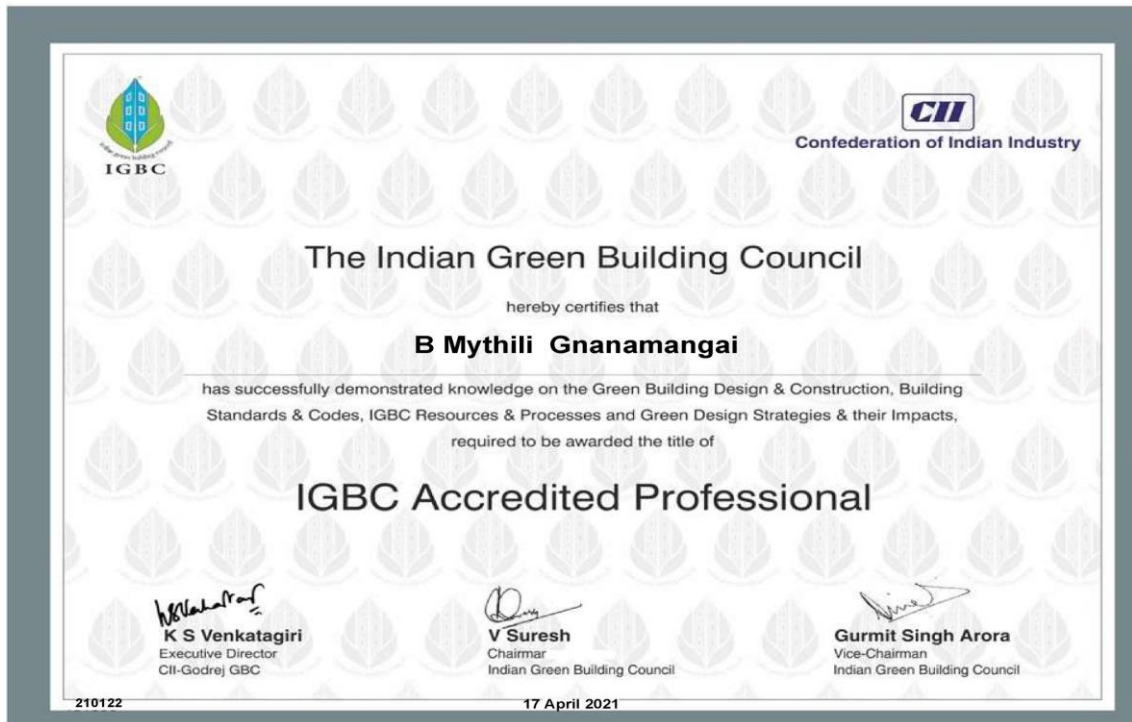 IGBC
CII
Confederation of Indian Industry
The Indian Green Building Council
hereby certifies that
B Mythili Gnanamangai
has successfully demonstrated knowledge on the Green Building Design & Construction, Building
Standards & Codes, IGBC Resources & Processes and Green Design Strategies & their Impacts,
required to be awarded the title of
IGBC Accredited Professional
K S Venkatagiri
Executive Director
CII-Godrej GBC
V Suresh
Chairmar
Indian Green Building Council
Gurmit Singh Arora
Vice-Chairman
Indian Green Building Council
210122
17 April 2021